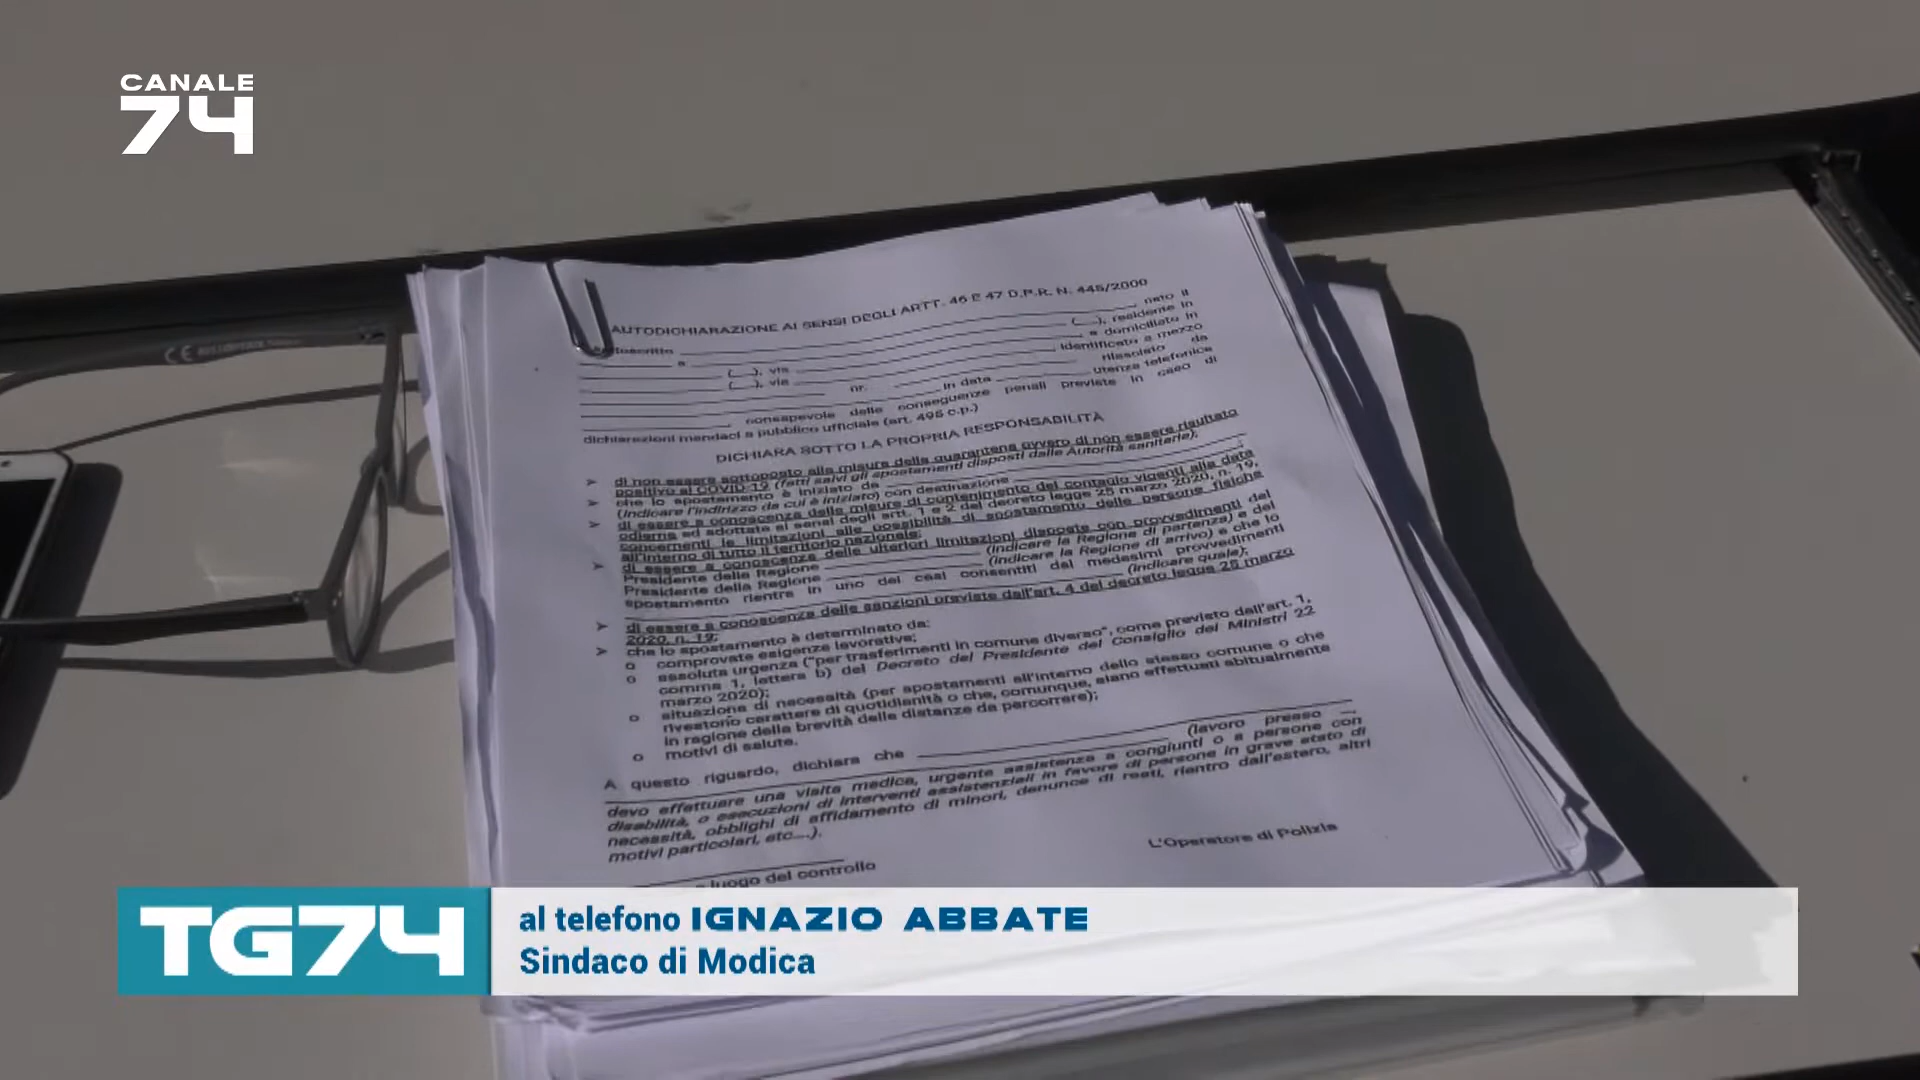 CANALE
74
AUTODICHIARAZIONE AI SENSI DEGLI ARTT. 46 E 47 D.P.R. N. 445/2000
nato il
a ( ), residente in
( ), via e domiciliato in
( ), via identificato a mezzo
nr. in data rilasciato da
utenza telefonica
consapevole delle conseguenze penali previste in caso di
dichiarazioni mendaci a pubblico ufficiale (art. 495 c.p.)
DICHIARA SOTTO LA PROPRIA RESPONSABILITÀ
➢ di non essere sottoposto alla misura della quarantena ovvero di non essere risultato
positivo al COVID-19 (fatti salvi gli spostamenti disposti dalle Autorità sanitarie);
➢ che lo spostamento è iniziato da
(indicare l'indirizzo da cui è iniziato) con destinazione ;
➢ di essere a conoscenza delle misure di contenimento del contagio vigenti alla data
odierna ed adottate ai sensi degli artt. 1 e 2 del decreto legge 25 marzo 2020, n. 19,
concernenti le limitazioni alle possibilità di spostamento delle persone fisiche
all'interno di tutto il territorio nazionale;
➢ di essere a conoscenza delle ulteriori limitazioni disposte con provvedimenti del
Presidente della Regione (indicare la Regione di partenza) e del
Presidente della Regione (indicare la Regione di arrivo) e che lo
spostamento rientra in uno dei casi consentiti dai medesimi provvedimenti
(indicare quale);
➢ di essere a conoscenza delle sanzioni previste dall'art. 4 del decreto legge 25 marzo
2020, n. 19;
➢ che lo spostamento è determinato da:
o comprovate esigenze lavorative;
o assoluta urgenza ("per trasferimenti in comune diverso", come previsto dall'art. 1,
comma 1, lettera b) del Decreto del Presidente del Consiglio dei Ministri 22
marzo 2020);
o situazione di necessità (per spostamenti all'interno dello stesso comune o che
rivestono carattere di quotidianità o che, comunque, siano effettuati abitualmente
in ragione della brevità delle distanze da percorrere);
o motivi di salute.
A questo riguardo, dichiara che
(lavoro presso ...,
devo effettuare una visita medica, urgente assistenza a congiunti o a persone con
disabilità, o esecuzioni di interventi assistenziali in favore di persone in grave stato di
necessità, obblighi di affidamento di minori, denunce di reati, rientro dall'estero, altri
motivi particolari, etc....).
luogo del controllo
L'Operatore di Polizia
TG74
al telefono IGNAZIO ABBATE
Sindaco di Modica